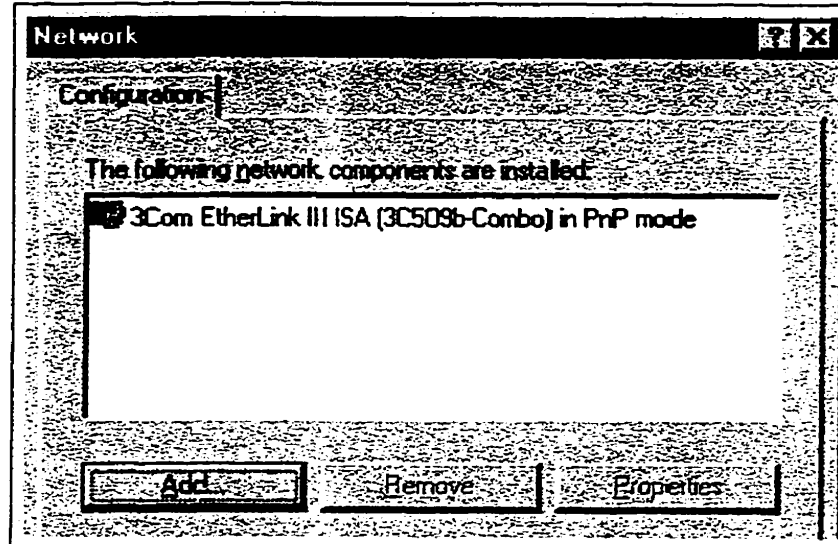 Network
Configuration
The following network components are installed:
3Com EtherLink III ISA (3C509b-Combo) in PnP mode
Add...
Remove
Properties